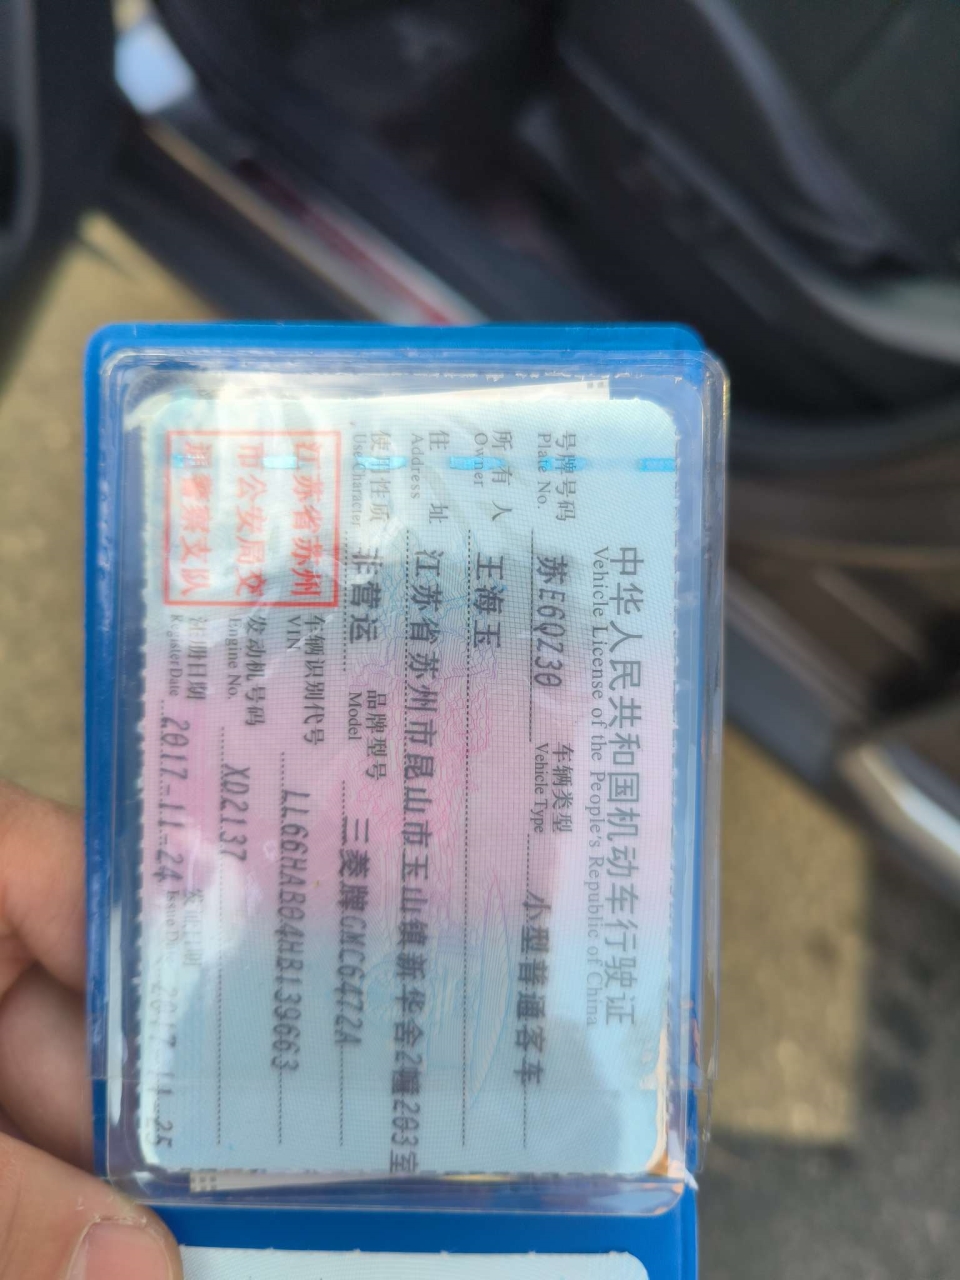 中华人民共和国机动车行驶证
Vehicle License of the People's Republic of China
号牌号码 苏E6QZ30 车辆类型 小型普通客车
Plate No. Vehicle Type
所有人 王海玉
Owner
住址 江苏省苏州市昆山市玉山镇新华舍2幢203室
Address
使用性质 非营运 品牌型号 三菱牌GMC6472A
Use Character Model
江苏省苏州
市公安局交
通警察支队
车辆识别代号 LL66HAB04HB139663
VIN
发动机号码 XQ2137
Engine No.
注册日期 2017-11-24 发证日期 2017-11-25
Register Date Issue Date